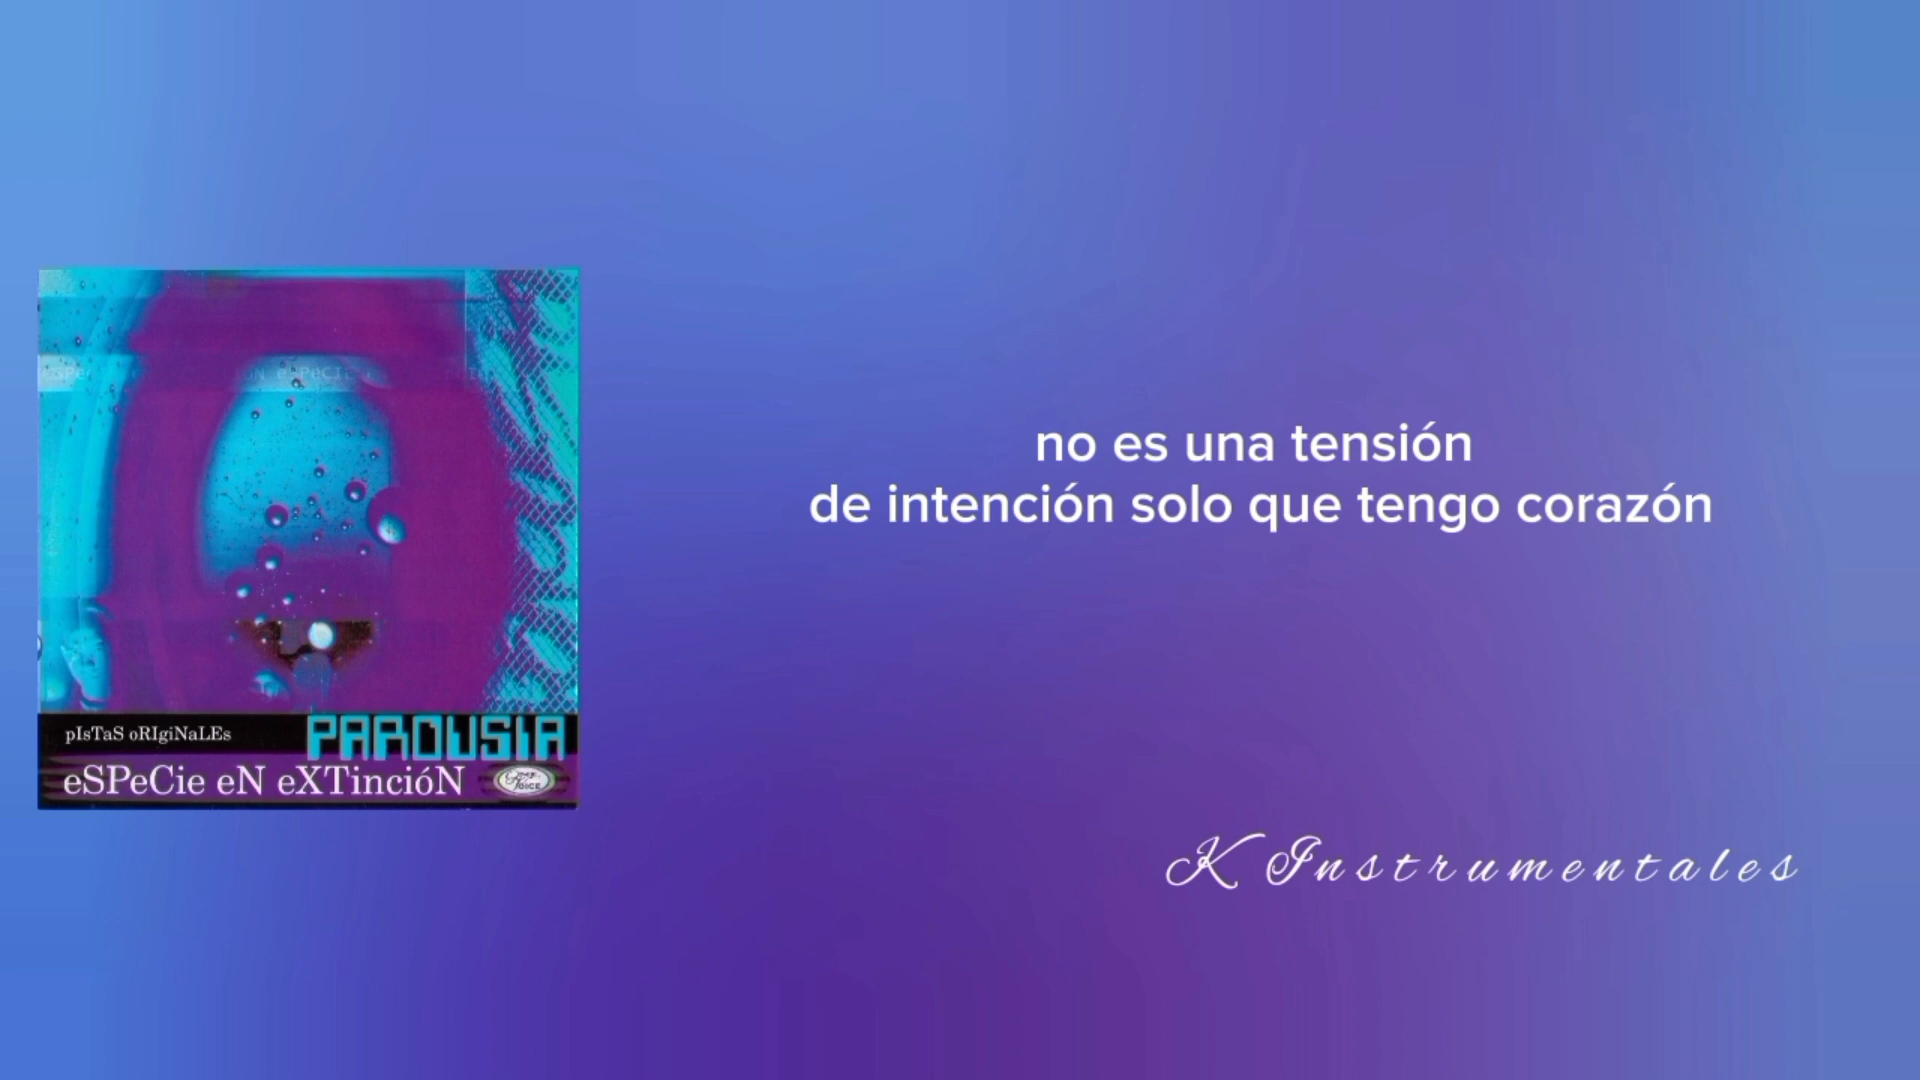 no es una tensión
de intención solo que tengo corazón
pIsTaS oRIgiNaLEs
PAROUSIA
eSPeCie eN eXTincióN
K Instrumentales